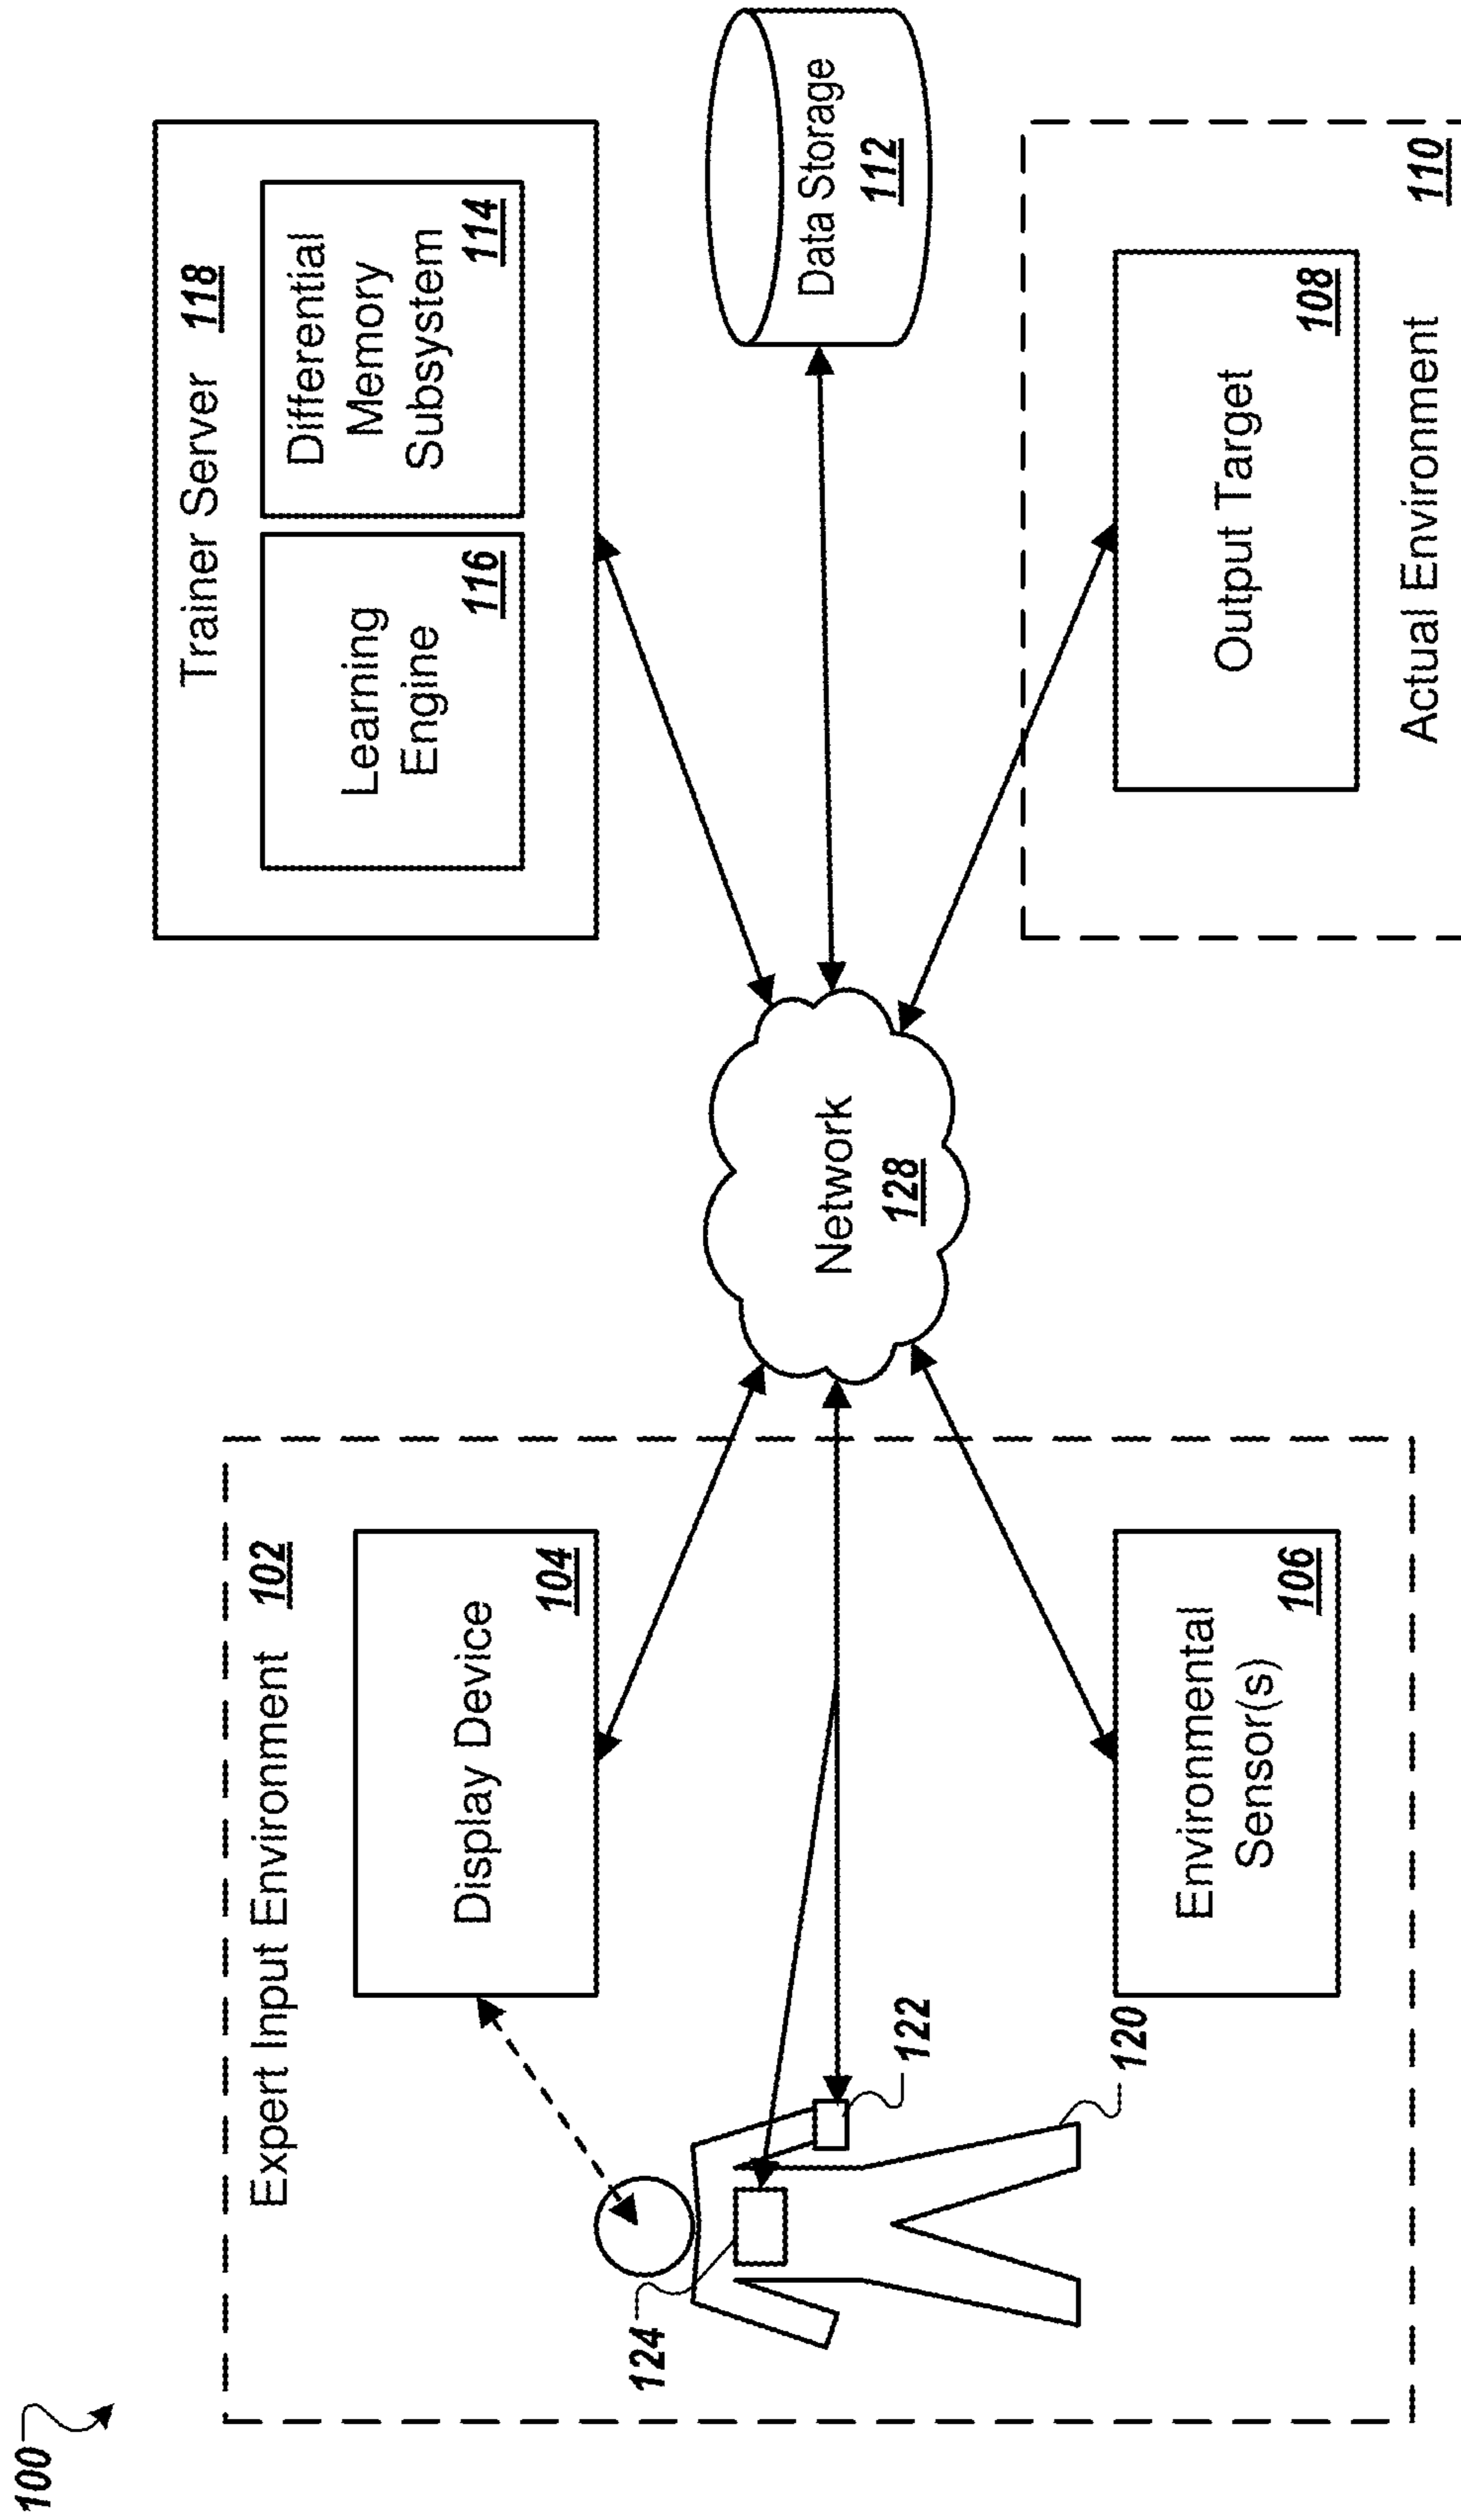 100
Expert Input Environment 102
Display Device
104
124
122
120
Environmental
Sensor(s)
106
Network
128
Trainer Server 118
Learning
Engine
116
Differential
Memory
Subsystem
114
Data Storage
112
Output Target
108
Actual Environment 110